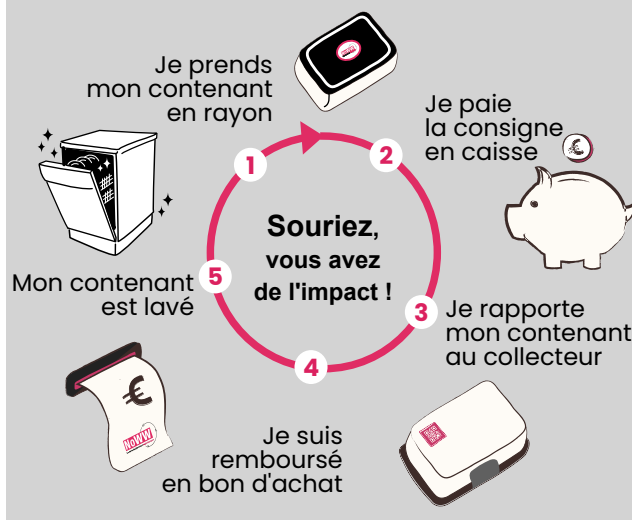 Je prends
mon contenant
en rayon
Je paie
la consigne
en caisse
€
1
2
Souriez,
vous avez
de l'impact !
Mon contenant
est lavé
5
3
Je rapporte
mon contenant
au collecteur
4
€
NoWW
Je suis
remboursé
en bon d'achat